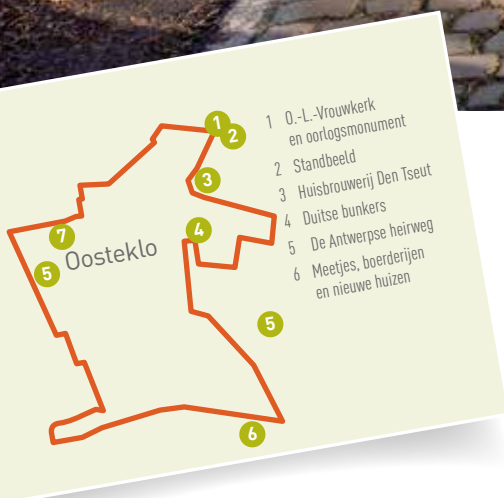 1
2
3
4
7
Oosteklo
5
5
6
1 O.-L.-Vrouwkerk
en oorlogsmonument
2 Standbeeld
3 Huisbrouwerij Den Tseut
4 Duitse bunkers
5 De Antwerpse heirweg
6 Meetjes, boerderijen
en nieuwe huizen